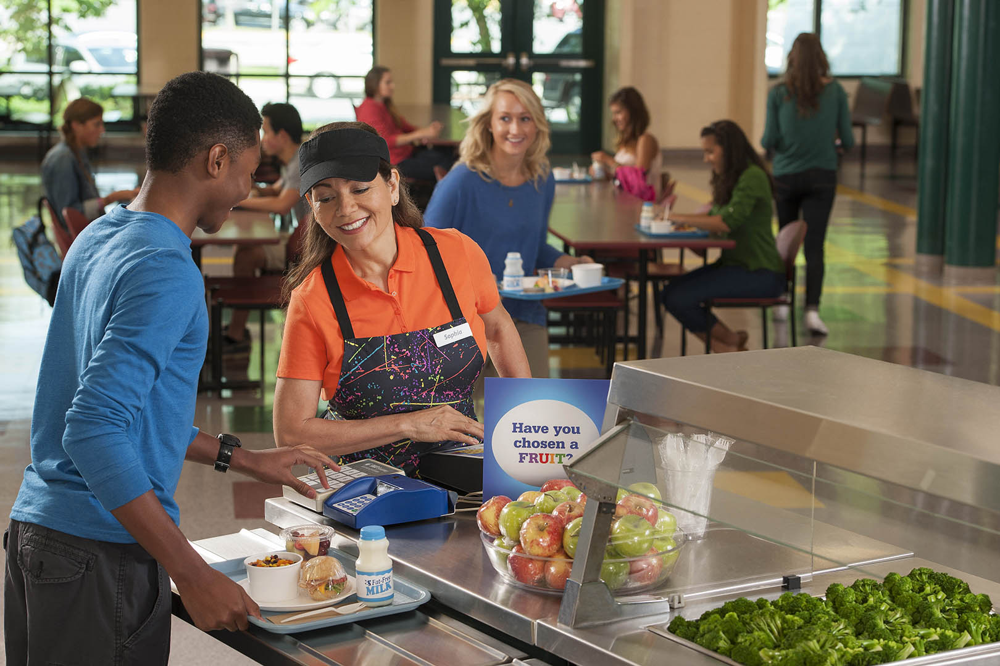 Sophia
Have you
chosen a
FRUIT?
Fat-Free
MILK